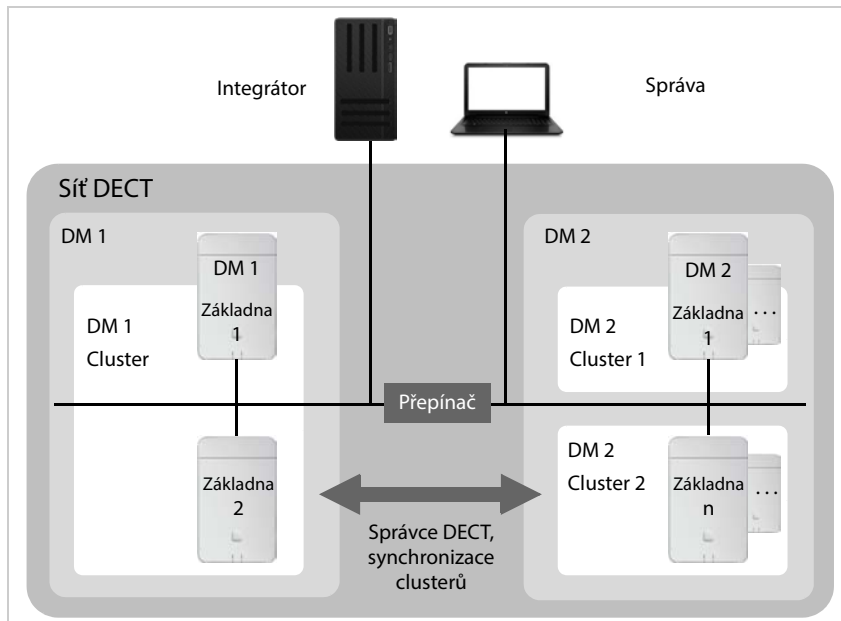 Integrátor
Správa
Síť DECT
DM 1
DM 1
Základna
1
DM 1
Cluster
Základna
2
DM 2
DM 2
Základna
1
...
DM 2
Cluster 1
Přepínač
DM 2
Cluster 2
Základna
n
...
Správce DECT,
synchronizace
clusterů